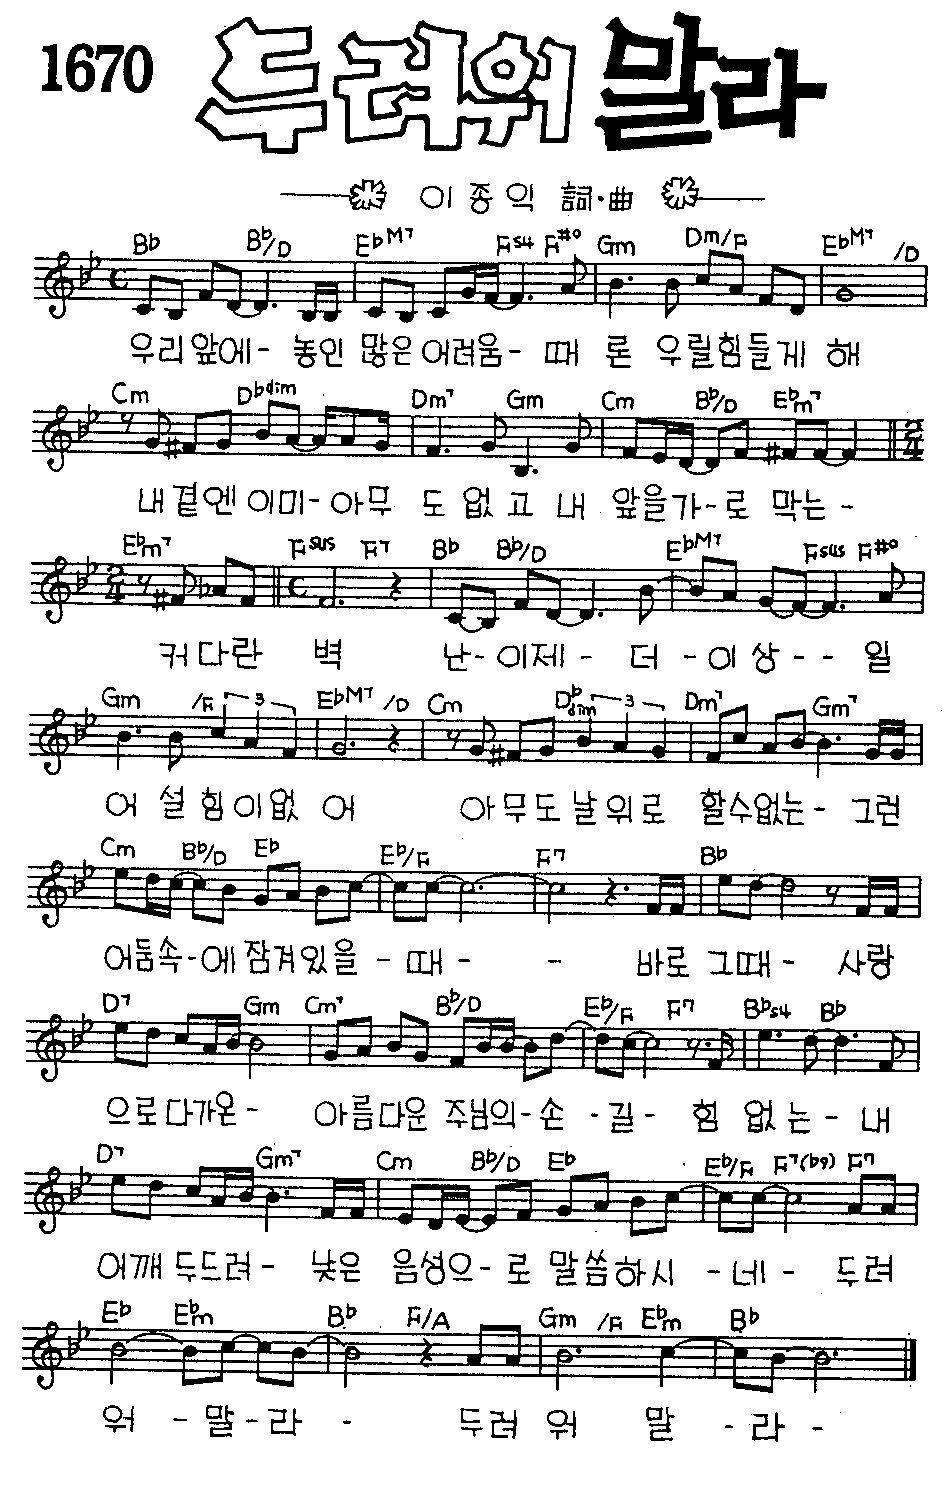 1670 두려워 말라
이종익 詞·曲
Bb Bb/D EbM7 Fs4 F#o Gm Dm/F EbM7 /D
우리앞에- 놓인 많은 어려움- 때 론 우릴힘들게 해
Cm Dbdim Dm7 Gm Cm Bb/D Ebm7
내곁엔이미-아무 도 없고 내 앞을가-로 막는-
Ebm7 Fsus F7 Bb Bb/D EbM7 Fsus F#o
커다란 벽 난-이제- 더-이상-- 일
Gm /F 3 EbM7 /D Cm Dbdim 3 Dm7 Gm7
어 설힘이없 어 아무도날위로 할수없는- 그런
Cm Bb/D Eb Eb/F F7 Bb
어둠속-에잠겨있을-때- - 바로그때- 사랑
D7 Gm Cm7 Bb/D Eb/F F7 Bbs4 Bb
으로다가온- 아름다운 주님의-손-길- 힘 없는-내
D7 Gm7 Cm Bb/D Eb Eb/F F7(b9) F7
어깨두드려- 낮은 음성으-로말씀하시 -네- 두려
Eb Ebm Bb F/A Gm /F Ebm Bb
워 -말-라 - 두려 워 말 -라-